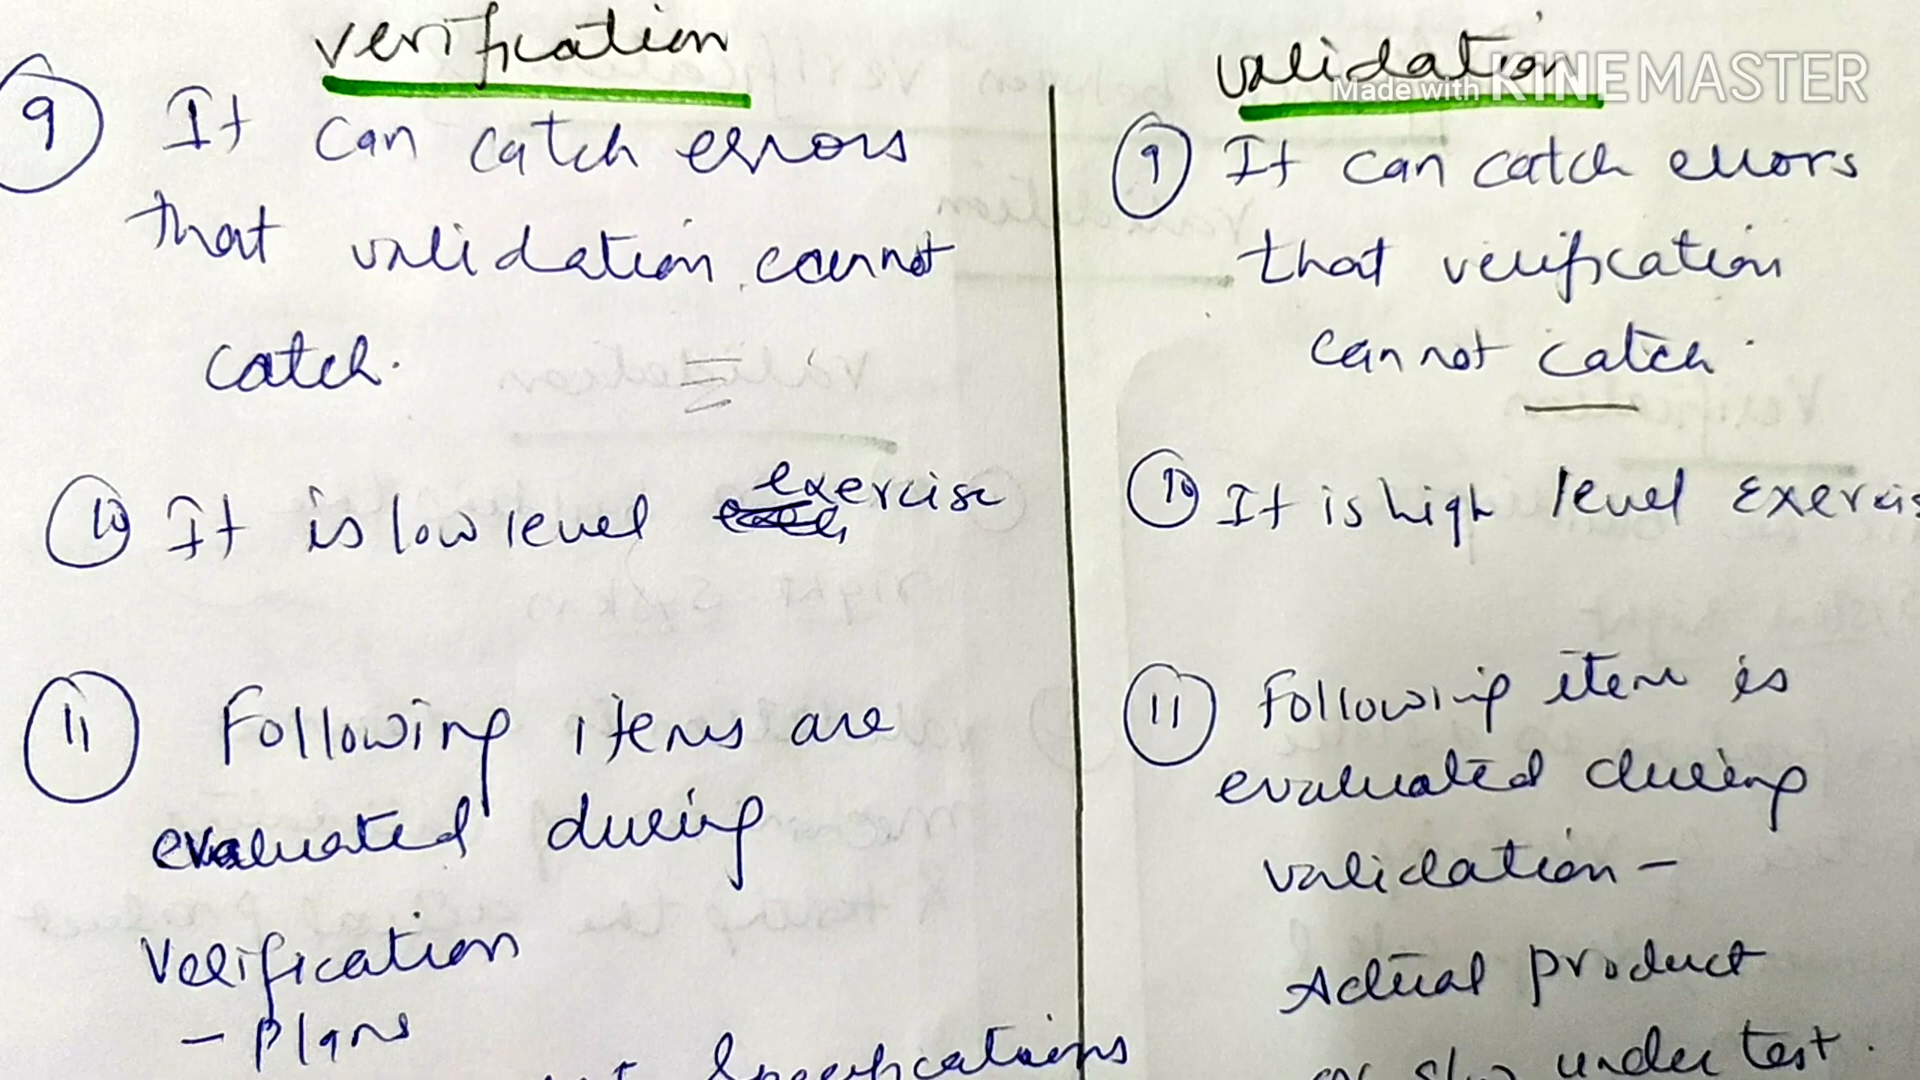 verification
9 It can catch errors
that validation cannot
catch.
10 It is low level exercise
11 Following items are
evaluated during
Verification
- Plans
Specifications
validation
Made with KINEMASTER
9 It can catch errors
that verification
cannot catch.
10 It is high level Exercis
11 Following item is
evaluated during
validation -
Actual product
under test.